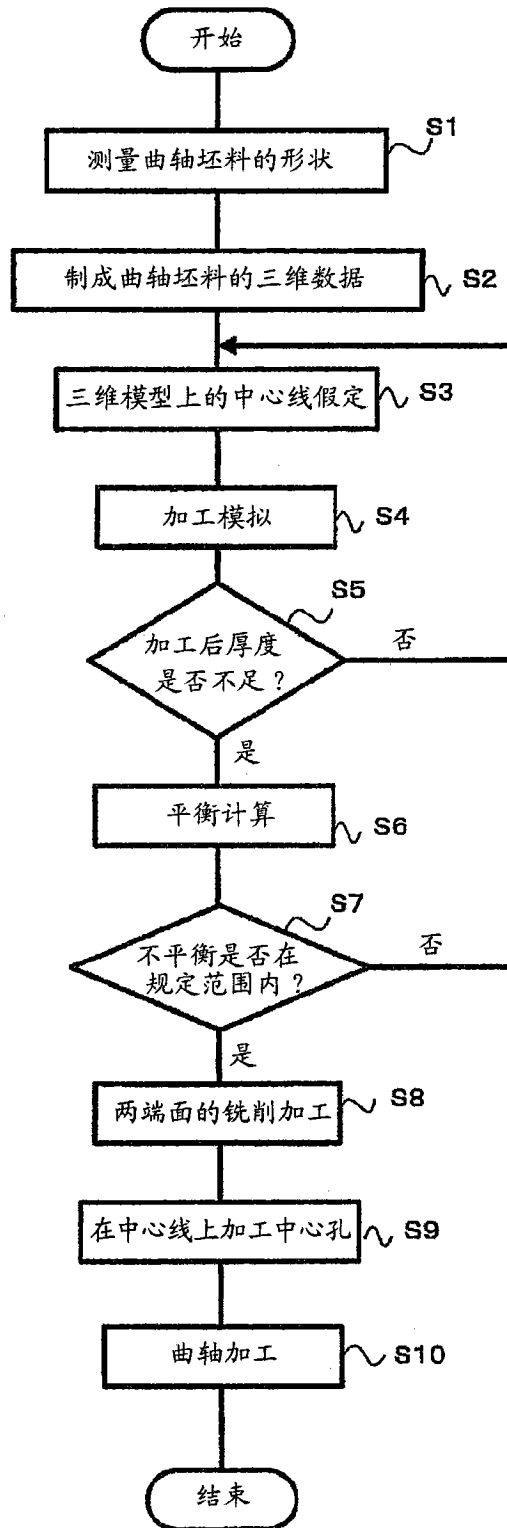 开始
S1
测量曲轴坯料的形状
制成曲轴坯料的三维数据
S2
三维模型上的中心线假定
S3
加工模拟
S4
S5
加工后厚度
是否不足？
否
是
平衡计算
S6
S7
不平衡是否在
规定范围内？
否
是
两端面的铣削加工
S8
在中心线上加工中心孔
S9
曲轴加工
S10
结束